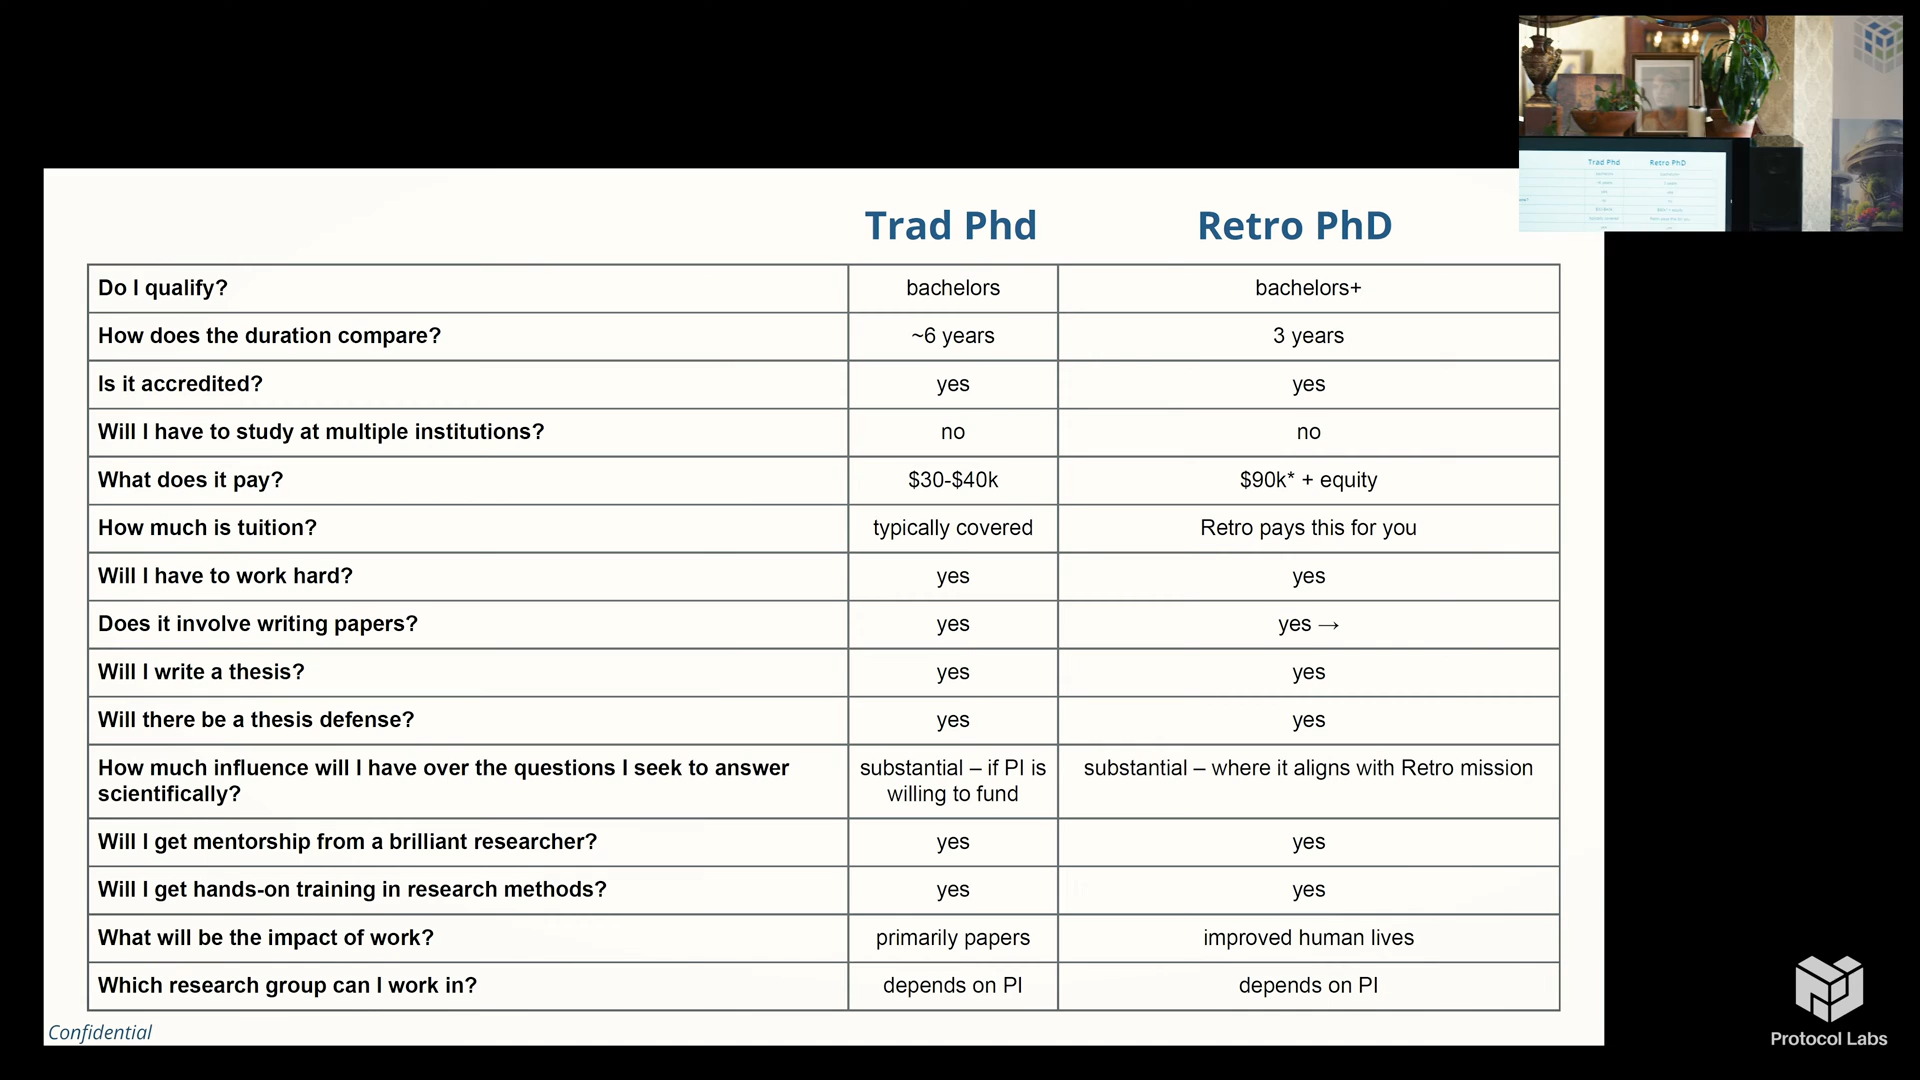 Trad Phd Retro PhD
Do I qualify? bachelors bachelors+
How does the duration compare? ~6 years 3 years
Is it accredited? yes yes
Will I have to study at multiple institutions? no no
What does it pay? $30-$40k $90k* + equity
How much is tuition? typically covered Retro pays this for you
Will I have to work hard? yes yes
Does it involve writing papers? yes yes →
Will I write a thesis? yes yes
Will there be a thesis defense? yes yes
How much influence will I have over the questions I seek to answer substantial – if PI is substantial – where it aligns with Retro mission
scientifically? willing to fund
Will I get mentorship from a brilliant researcher? yes yes
Will I get hands-on training in research methods? yes yes
What will be the impact of work? primarily papers improved human lives
Which research group can I work in? depends on PI depends on PI
Confidential
Trad Phd Retro PhD
Protocol Labs